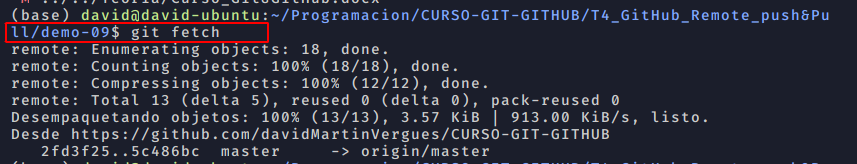 (base) david@david-ubuntu:~/Programacion/CURSO-GIT-GITHUB/T4_GitHub_Remote_push&Pu
ll/demo-09$ git fetch
remote: Enumerating objects: 18, done.
remote: Counting objects: 100% (18/18), done.
remote: Compressing objects: 100% (12/12), done.
remote: Total 13 (delta 5), reused 0 (delta 0), pack-reused 0
Desempaquetando objetos: 100% (13/13), 3.57 KiB | 913.00 KiB/s, listo.
Desde https://github.com/davidMartinVergues/CURSO-GIT-GITHUB
   2fd3f25..5c486bc  master     -> origin/master